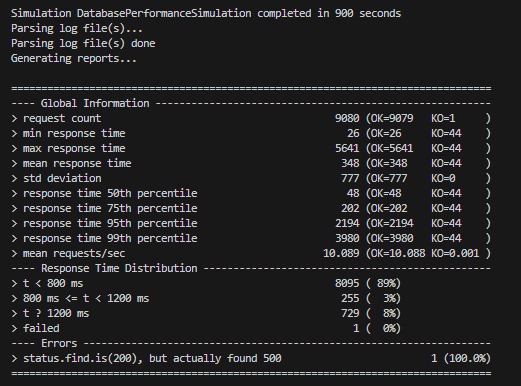 Simulation DatabasePerformanceSimulation completed in 900 seconds
Parsing log file(s)...
Parsing log file(s) done
Generating reports...

================================================================================
---- Global Information --------------------------------------------------------
> request count                                       9080 (OK=9079   KO=1     )
> min response time                                     26 (OK=26     KO=44    )
> max response time                                   5641 (OK=5641   KO=44    )
> mean response time                                   348 (OK=348    KO=44    )
> std deviation                                        777 (OK=777    KO=0     )
> response time 50th percentile                         48 (OK=48     KO=44    )
> response time 75th percentile                        202 (OK=202    KO=44    )
> response time 95th percentile                       2194 (OK=2194   KO=44    )
> response time 99th percentile                       3980 (OK=3980   KO=44    )
> mean requests/sec                                 10.089 (OK=10.088 KO=0.001 )
---- Response Time Distribution ------------------------------------------------
> t < 800 ms                                          8095 ( 89%)
> 800 ms <= t < 1200 ms                                255 (  3%)
> t ? 1200 ms                                          729 (  8%)
> failed                                                 1 (  0%)
---- Errors --------------------------------------------------------------------
> status.find.is(200), but actually found 500                         1 (100.0%)
================================================================================